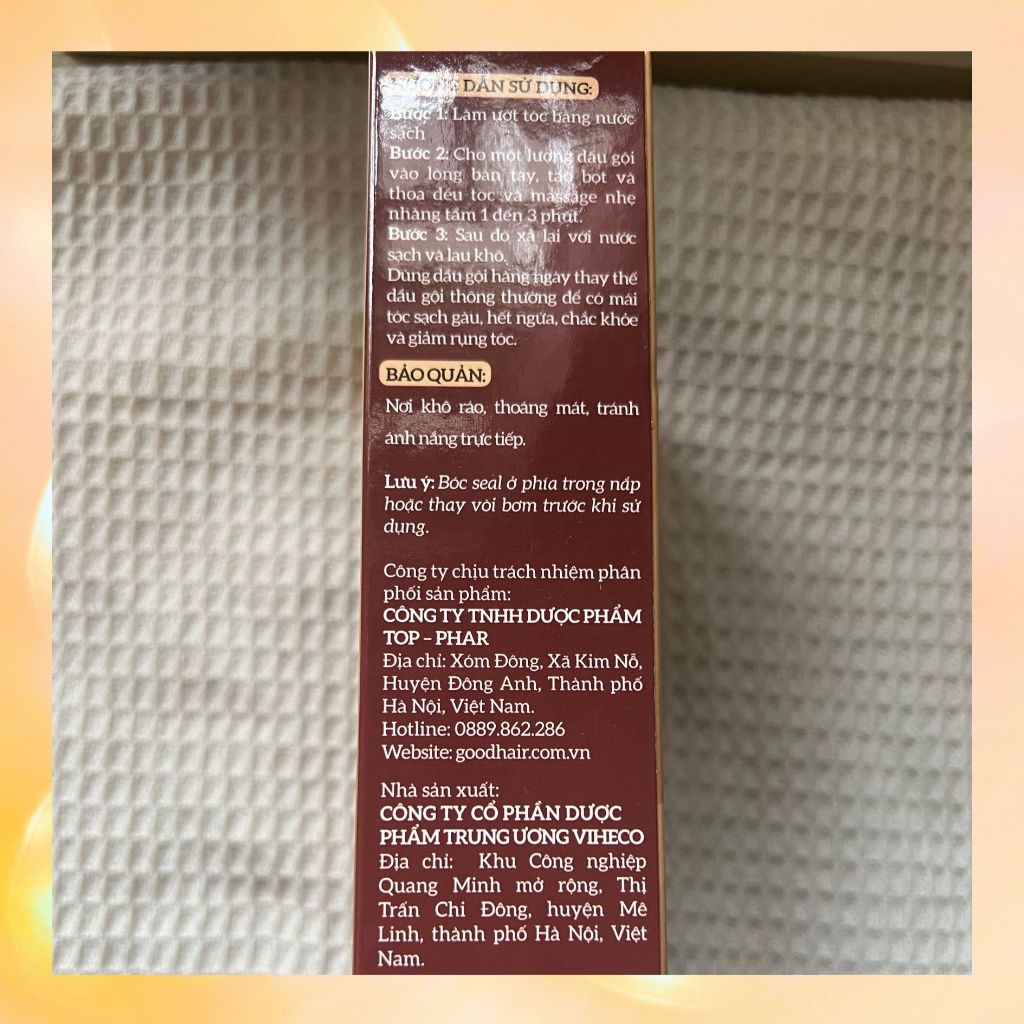 HƯỚNG DẪN SỬ DỤNG:
Bước 1: Làm ướt tóc bằng nước
sạch
Bước 2: Cho một lượng dầu gội
vào lòng bàn tay, tạo bọt và
thoa đều tóc và massage nhẹ
nhàng tầm 1 đến 3 phút.
Bước 3: Sau đó xả lại với nước
sạch và lau khô.
Dùng dầu gội hàng ngày thay thế
dầu gội thông thường để có mái
tóc sạch gàu, hết ngứa, chắc khỏe
và giảm rụng tóc.
BẢO QUẢN:
Nơi khô ráo, thoáng mát, tránh
ánh nắng trực tiếp.
Lưu ý: Bóc seal ở phía trong nắp
hoặc thay vòi bơm trước khi sử
dụng.
Công ty chịu trách nhiệm phân
phối sản phẩm:
CÔNG TY TNHH DƯỢC PHẨM
TOP – PHAR
Địa chỉ: Xóm Đông, Xã Kim Nỗ,
Huyện Đông Anh, Thành phố
Hà Nội, Việt Nam.
Hotline: 0889.862.286
Website: goodhair.com.vn
Nhà sản xuất:
CÔNG TY CỔ PHẦN DƯỢC
PHẨM TRUNG ƯƠNG VIHECO
Địa chỉ: Khu Công nghiệp
Quang Minh mở rộng, Thị
Trấn Chi Đông, huyện Mê
Linh, thành phố Hà Nội, Việt
Nam.